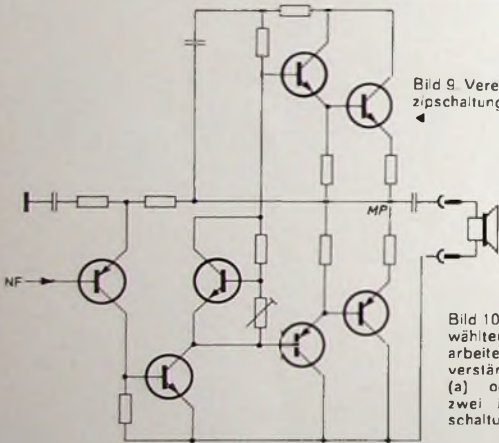 Bild 9 Vere
zipschaltung
MP
NF
Bild 10
wählter
arbeite
verstär
(a) o
zwei
schaltu